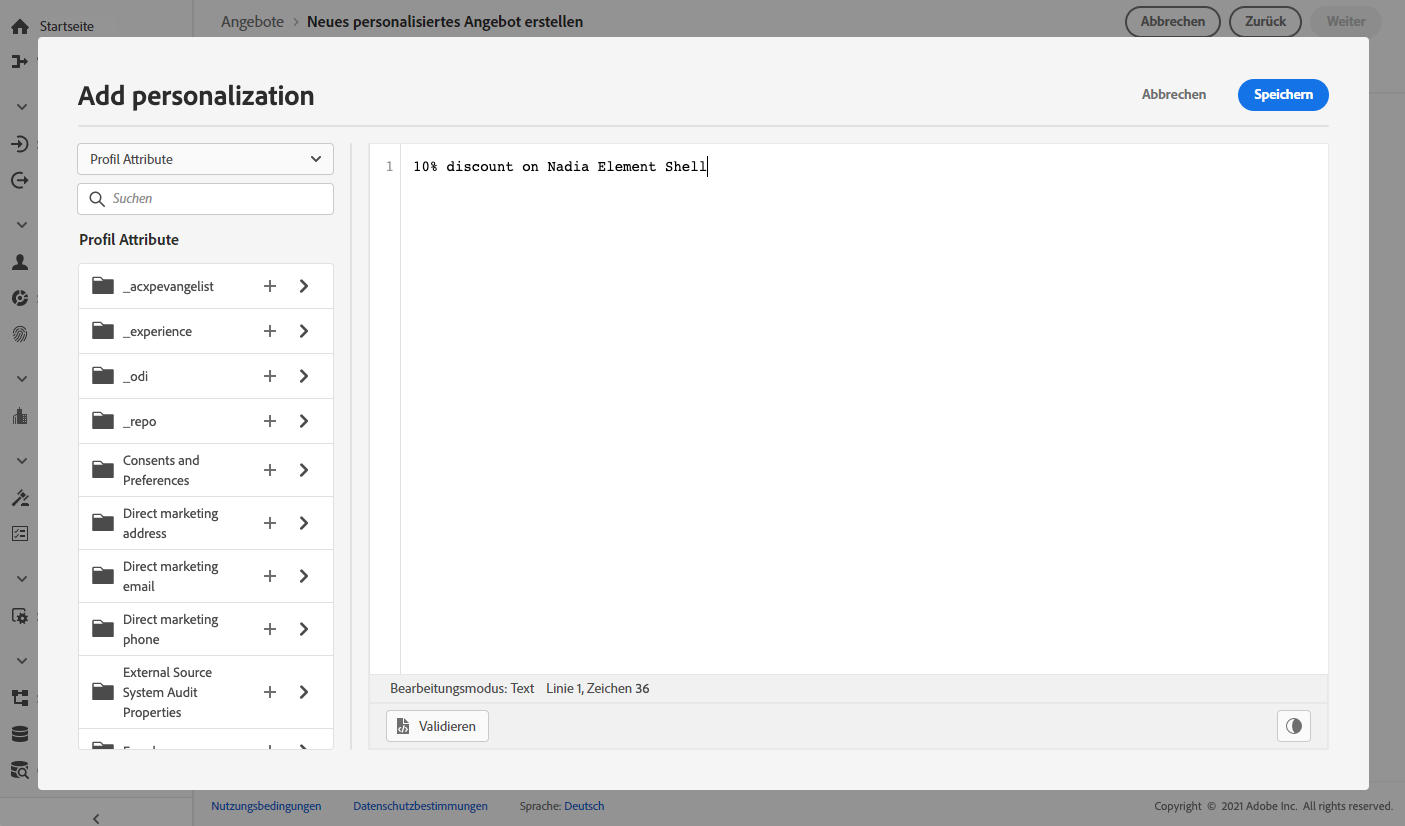 Startseite
Angebote > Neues personalisiertes Angebot erstellen
Abbrechen
Zurück
Weiter
Add personalization
Abbrechen
Speichern
Profil Attribute
Suchen
Profil Attribute
_acxpevangelist
_experience
_odi
_repo
Consents and
Preferences
Direct marketing
address
Direct marketing
email
Direct marketing
phone
External Source
System Audit
Properties
1 10% discount on Nadia Element Shell
Bearbeitungsmodus: Text Linie 1, Zeichen 36
Validieren
Nutzungsbedingungen
Datenschutzbestimmungen
Sprache: Deutsch
Copyright © 2021 Adobe Inc. All rights reserved.